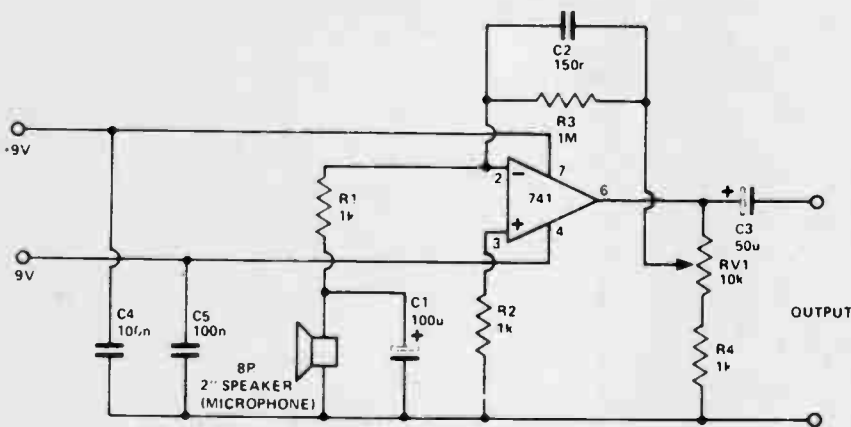 C2
150r
R3
1M
+9V
2
7
741
6
3
4
R1
1k
+
C3
50u
RV1
10k
9V
C4
100n
C5
100n
C1
100u
+
R2
1k
OUTPUT
R4
1k
8P
2" SPEAKER
(MICROPHONE)